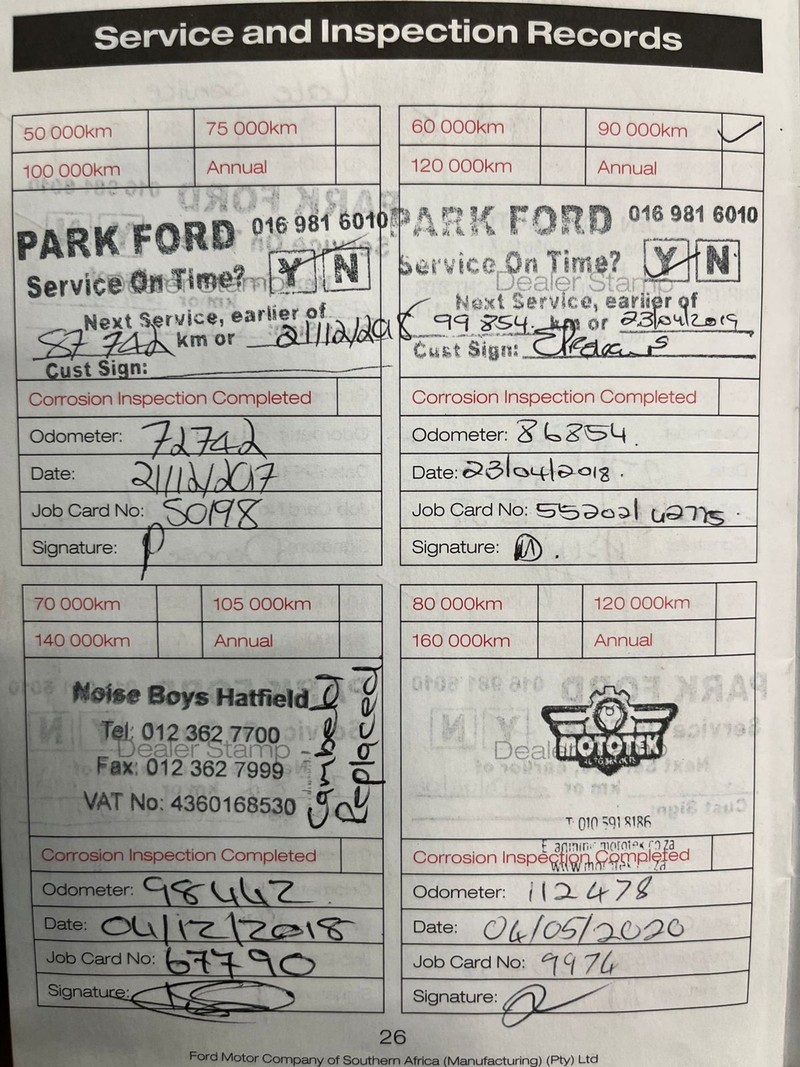 Service and Inspection Records
50 000km 75 000km
100 000km Annual
PARK FORD 016 981 6010
Service On Time? Y N
Dealer Stamp
Next Service, earlier of
87 742 km or 21/12/2018
Cust Sign:
Corrosion Inspection Completed
Odometer: 72742
Date: 21/12/2017
Job Card No: 50198
Signature:
60 000km 90 000km
120 000km Annual
PARK FORD 016 981 6010
Service On Time? Y N
Dealer Stamp
Next Service, earlier of
99 854 km or 23/04/2019
Cust Sign:
Corrosion Inspection Completed
Odometer: 86854
Date: 23/04/2018
Job Card No: 55202/42775
Signature:
70 000km 105 000km
140 000km Annual
Noise Boys Hatfield
Tel: 012 362 7700
Dealer Stamp
Fax: 012 362 7999
VAT No: 4360168530
Replaced
Corrosion Inspection Completed
Odometer: 98442
Date: 04/12/2018
Job Card No: 67790
Signature:
80 000km 120 000km
160 000km Annual
Dealer
MOTOTEK
T: 010 591 8186
Corrosion Inspection Completed
Odometer: 112478
Date: 04/05/2020
Job Card No: 9974
Signature:
26
Ford Motor Company of Southern Africa (Manufacturing) (Pty) Ltd